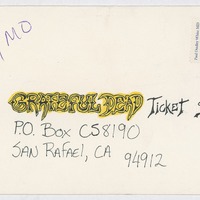 MO
GRATEFUL DEAD Ticket
P.O. Box CS8190
SAN RAFAEL, CA
94912